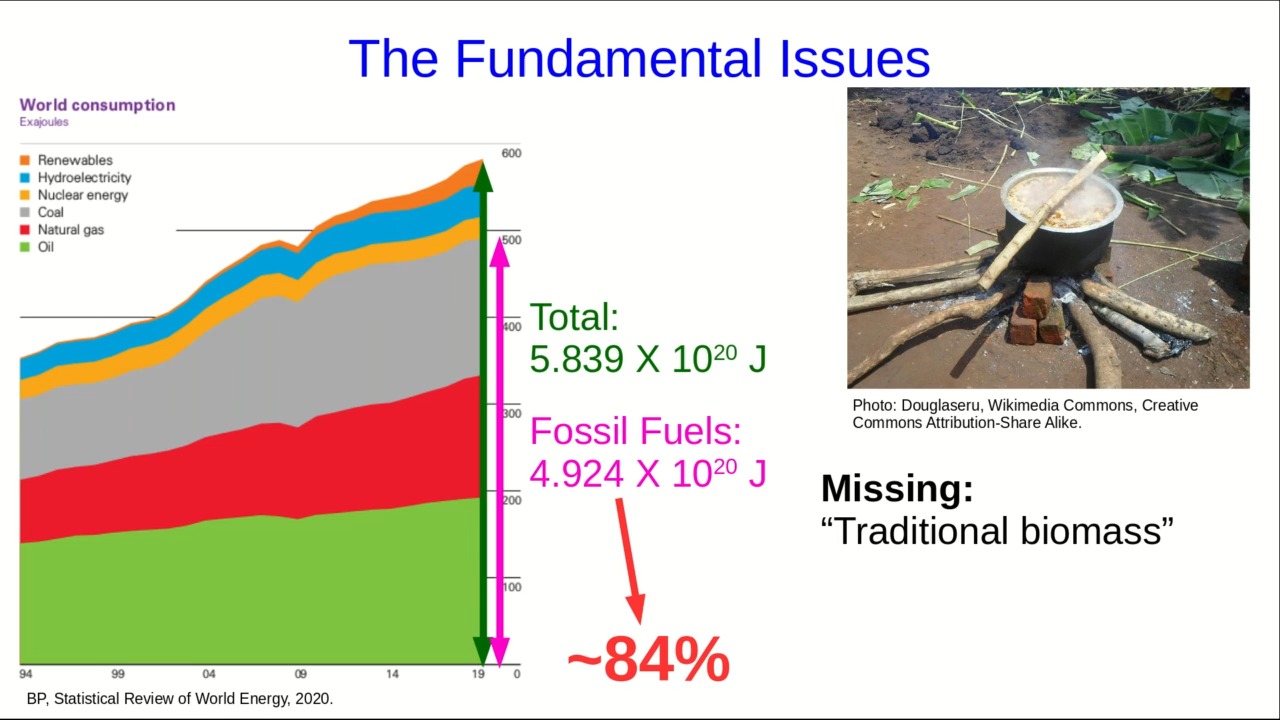 The Fundamental Issues
World consumption
Exajoules
Renewables
Hydroelectricity
Nuclear energy
Coal
Natural gas
Oil
600
500
400
300
200
100
0
94
99
04
09
14
19
BP, Statistical Review of World Energy, 2020.
Total:
5.839 X 10²⁰ J
Fossil Fuels:
4.924 X 10²⁰ J
~84%
Photo: Douglaseru, Wikimedia Commons, Creative
Commons Attribution-Share Alike.
Missing:
“Traditional biomass”